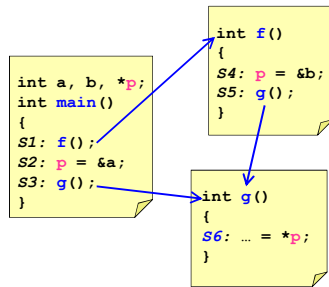 int a, b, *p;
int main()
{
S1: f();
S2: p = &a;
S3: g();
}
int f()
{
S4: p = &b;
S5: g();
}
int g()
{
S6: … = *p;
}